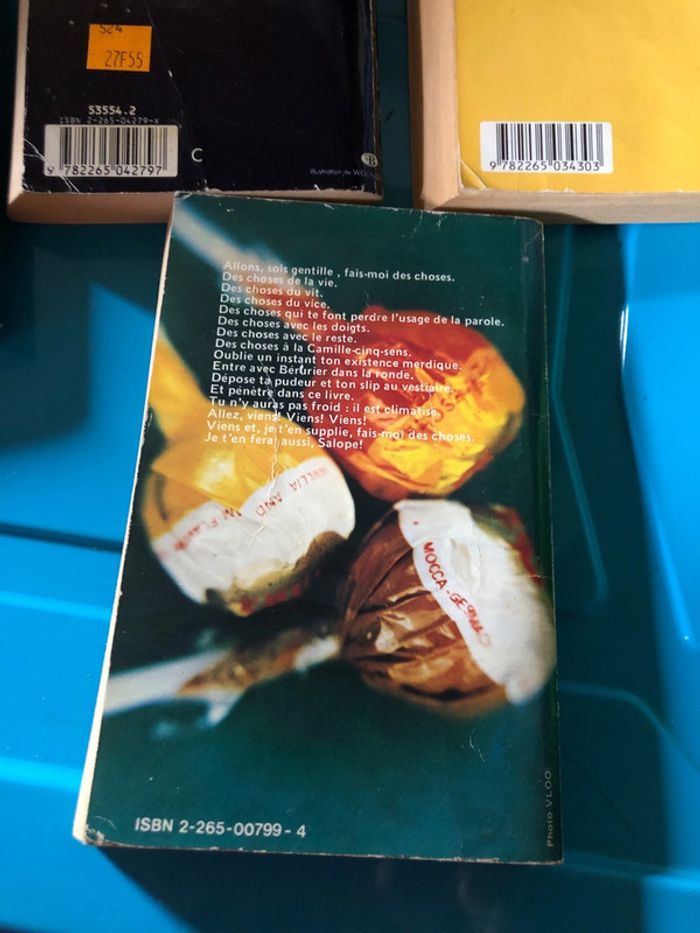 S24
27F55
53554.2
ISBN 2-265-04279-X
9 782265 042797
C
9 782265 034303
Allons, sois gentille , fais-moi des choses.
Des choses de la vie.
Des choses du vit.
Des choses du vice.
Des choses qui te font perdre l'usage de la parole.
Des choses avec les doigts.
Des choses avec le reste.
Des choses à la Camille-cinq-sens.
Oublie un instant ton existence merdique.
Entre avec Bérurier dans la ronde.
Dépose ta pudeur et ton slip au vestiaire.
Et pénètre dans ce livre.
Tu n'y auras pas froid : il est climatisé.
Allez, viens! Viens! Viens!
Viens et, je t'en supplie, fais-moi des choses.
Je t'en ferai aussi, Salope!
AND
MOCCA-
ISBN 2-265-00799-4
Photo VLOO